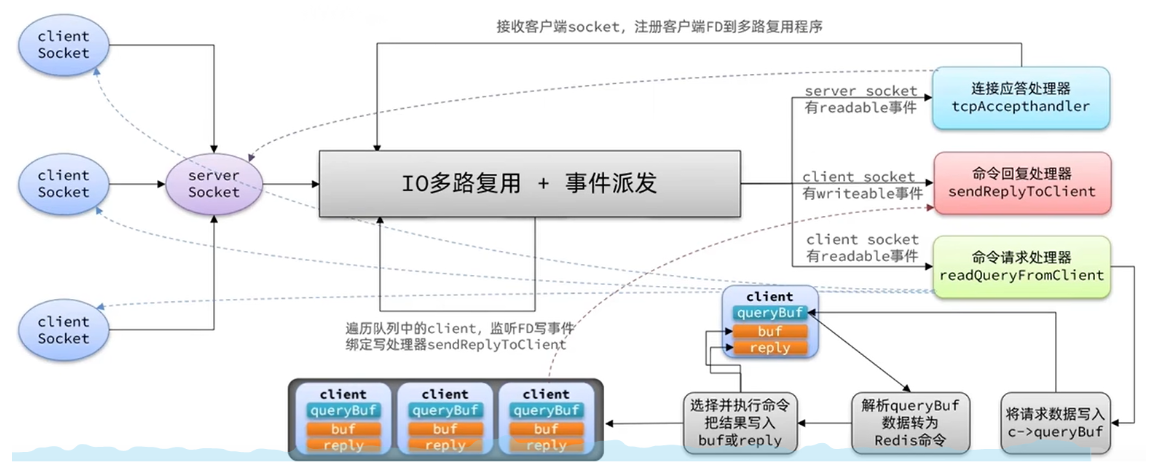 接收客户端socket，注册客户端FD到多路复用程序
client
Socket
client
Socket
client
Socket
server
Socket
IO多路复用 + 事件派发
server socket
有readable事件
连接应答处理器
tcpAccepthandler
client socket
有writeable事件
命令回复处理器
sendReplyToClient
client socket
有readable事件
命令请求处理器
readQueryFromClient
遍历队列中的client，监听FD写事件
绑定写处理器sendReplyToClient
client
queryBuf
buf
reply
client
queryBuf
buf
reply
client
queryBuf
buf
reply
client
queryBuf
buf
reply
选择并执行命令
把结果写入
buf或reply
解析queryBuf
数据转为
Redis命令
将请求数据写入
c->queryBuf